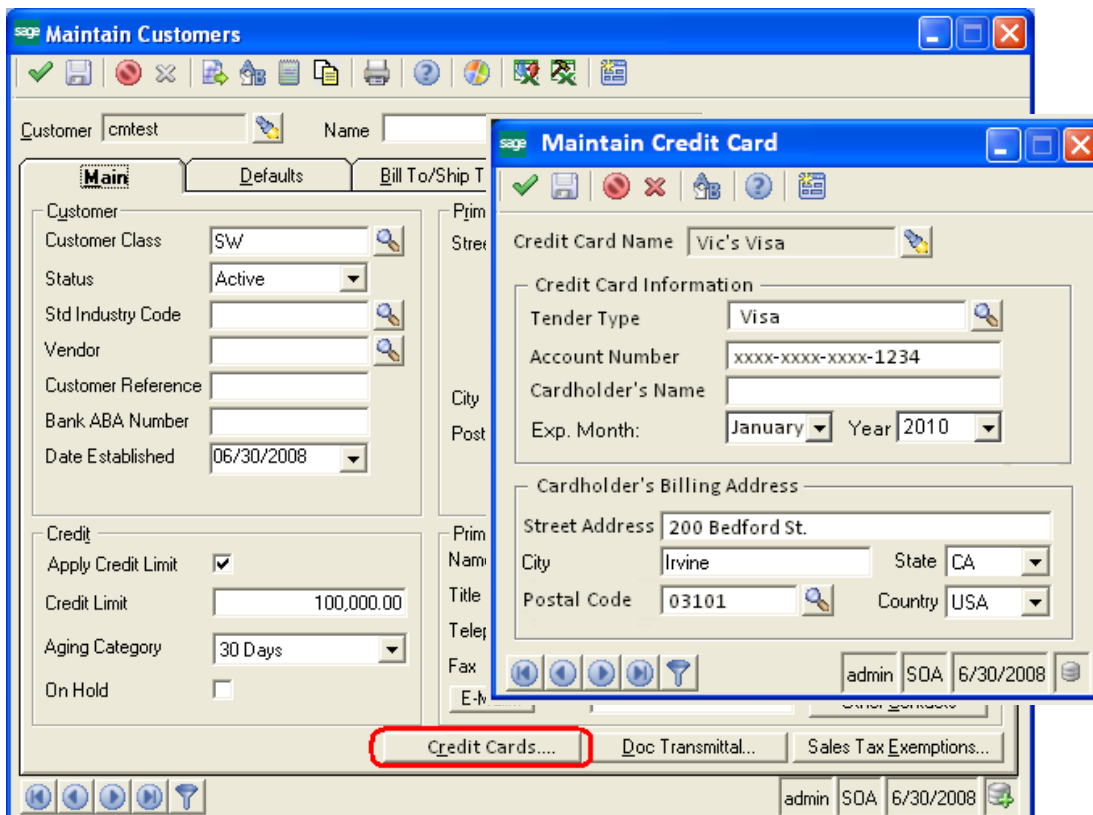 sage Maintain Customers
Customer cmtest Name
Main Defaults Bill To/Ship T
Customer
Customer Class SW
Status Active
Std Industry Code
Vendor
Customer Reference
Bank ABA Number
Date Established 06/30/2008
Prim
Stree
City
Post
Credit
Apply Credit Limit
Credit Limit 100,000.00
Aging Category 30 Days
On Hold
Prim
Name
Title
Telep
Fax
Credit Cards.... Doc Transmittal... Sales Tax Exemptions...
admin SOA 6/30/2008
sage Maintain Credit Card
Credit Card Name Vic's Visa
Credit Card Information
Tender Type Visa
Account Number xxxx-xxxx-xxxx-1234
Cardholder's Name
Exp. Month: January Year 2010
Cardholder's Billing Address
Street Address 200 Bedford St.
City Irvine State CA
Postal Code 03101 Country USA
admin SOA 6/30/2008